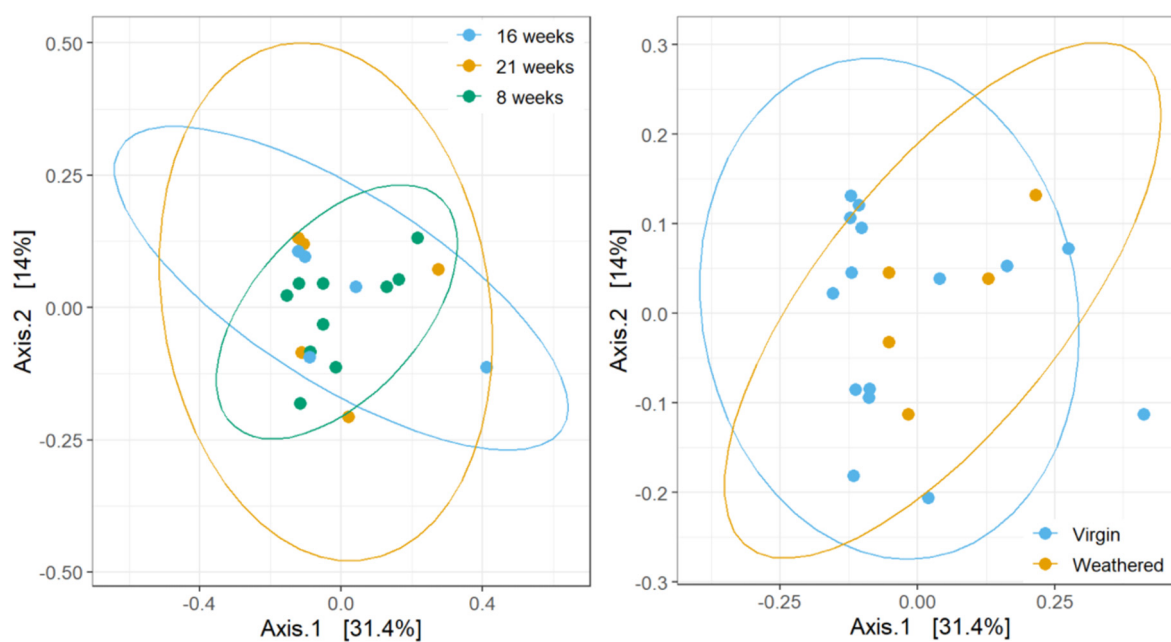 16 weeks
21 weeks
8 weeks
0.50
0.25
0.00
-0.25
-0.50
Axis.2 [14%]
-0.4
0.0
0.4
Axis.1 [31.4%]
0.3
0.2
0.1
0.0
-0.1
-0.2
-0.3
Axis.2 [14%]
Virgin
Weathered
-0.25
0.00
0.25
Axis.1 [31.4%]